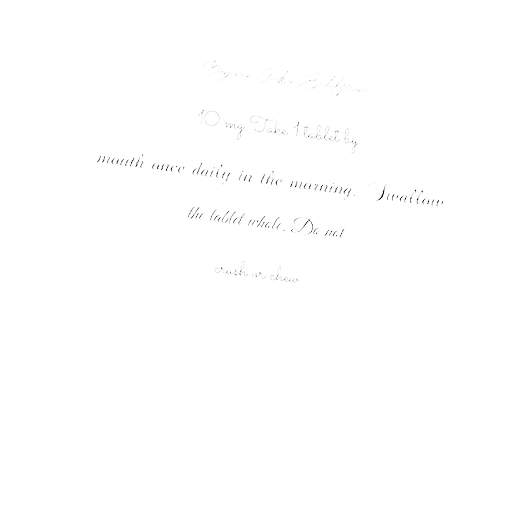 10 mg Take 1 tablet by
mouth once daily in the morning. Swallow
the tablet whole. Do not
crush or chew